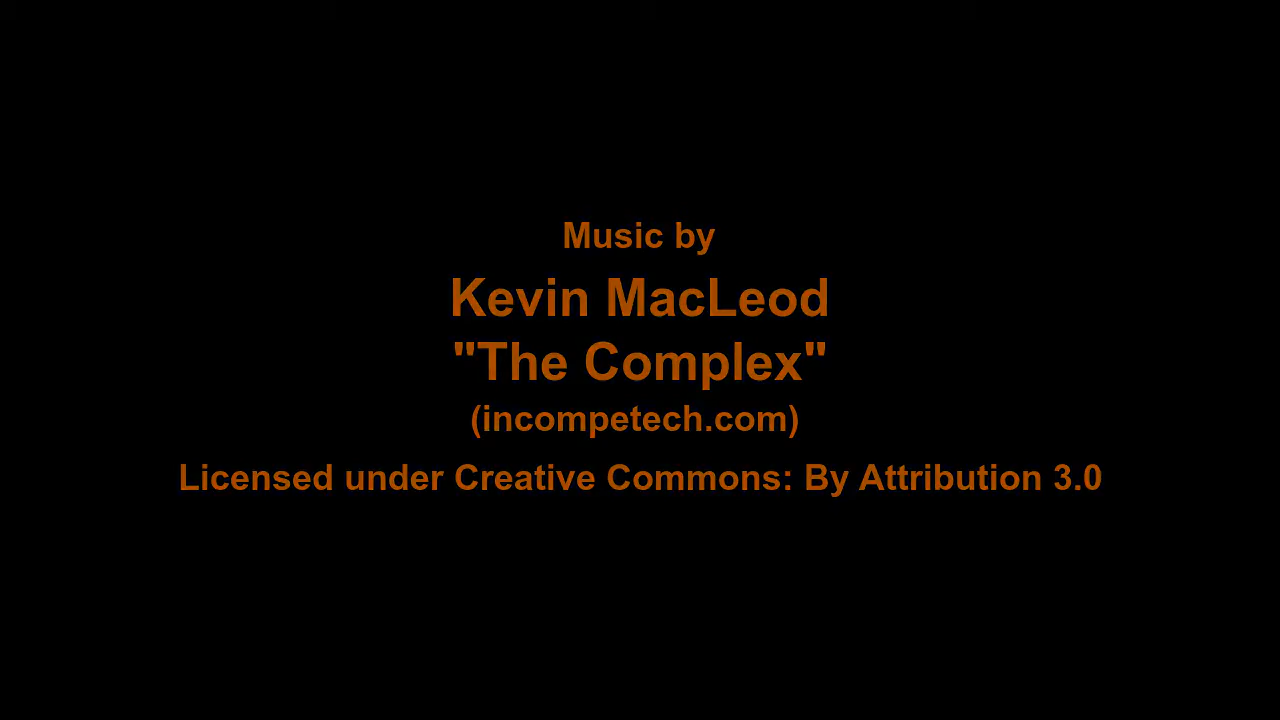 Music by
Kevin MacLeod
"The Complex"
(incompetech.com)
Licensed under Creative Commons: By Attribution 3.0